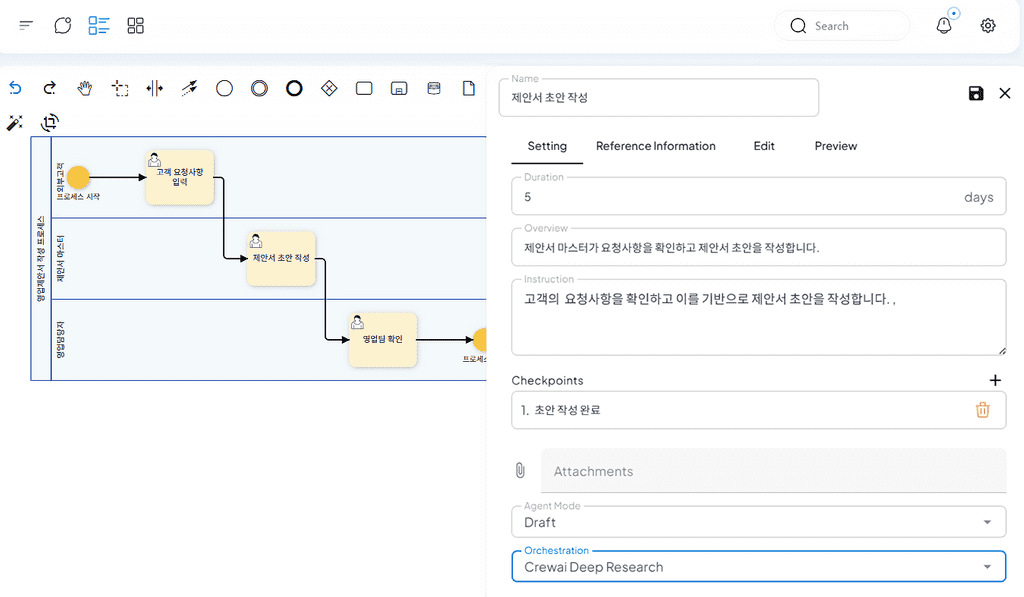 Search
Name
제안서 초안 작성
Setting
Reference Information
Edit
Preview
Duration
5
days
Overview
제안서 마스터가 요청사항을 확인하고 제안서 초안을 작성합니다.
Instruction
고객의 요청사항을 확인하고 이를 기반으로 제안서 초안을 작성합니다. ,
Checkpoints
1. 초안 작성 완료
Attachments
Agent Mode
Draft
Orchestration
Crewai Deep Research
영업제안서 작성 프로세스
외부고객
프로세스 시작
고객 요청사항
입력
제안서 마스터
제안서 초안 작성
영업담당자
영업팀 확인
프로세스